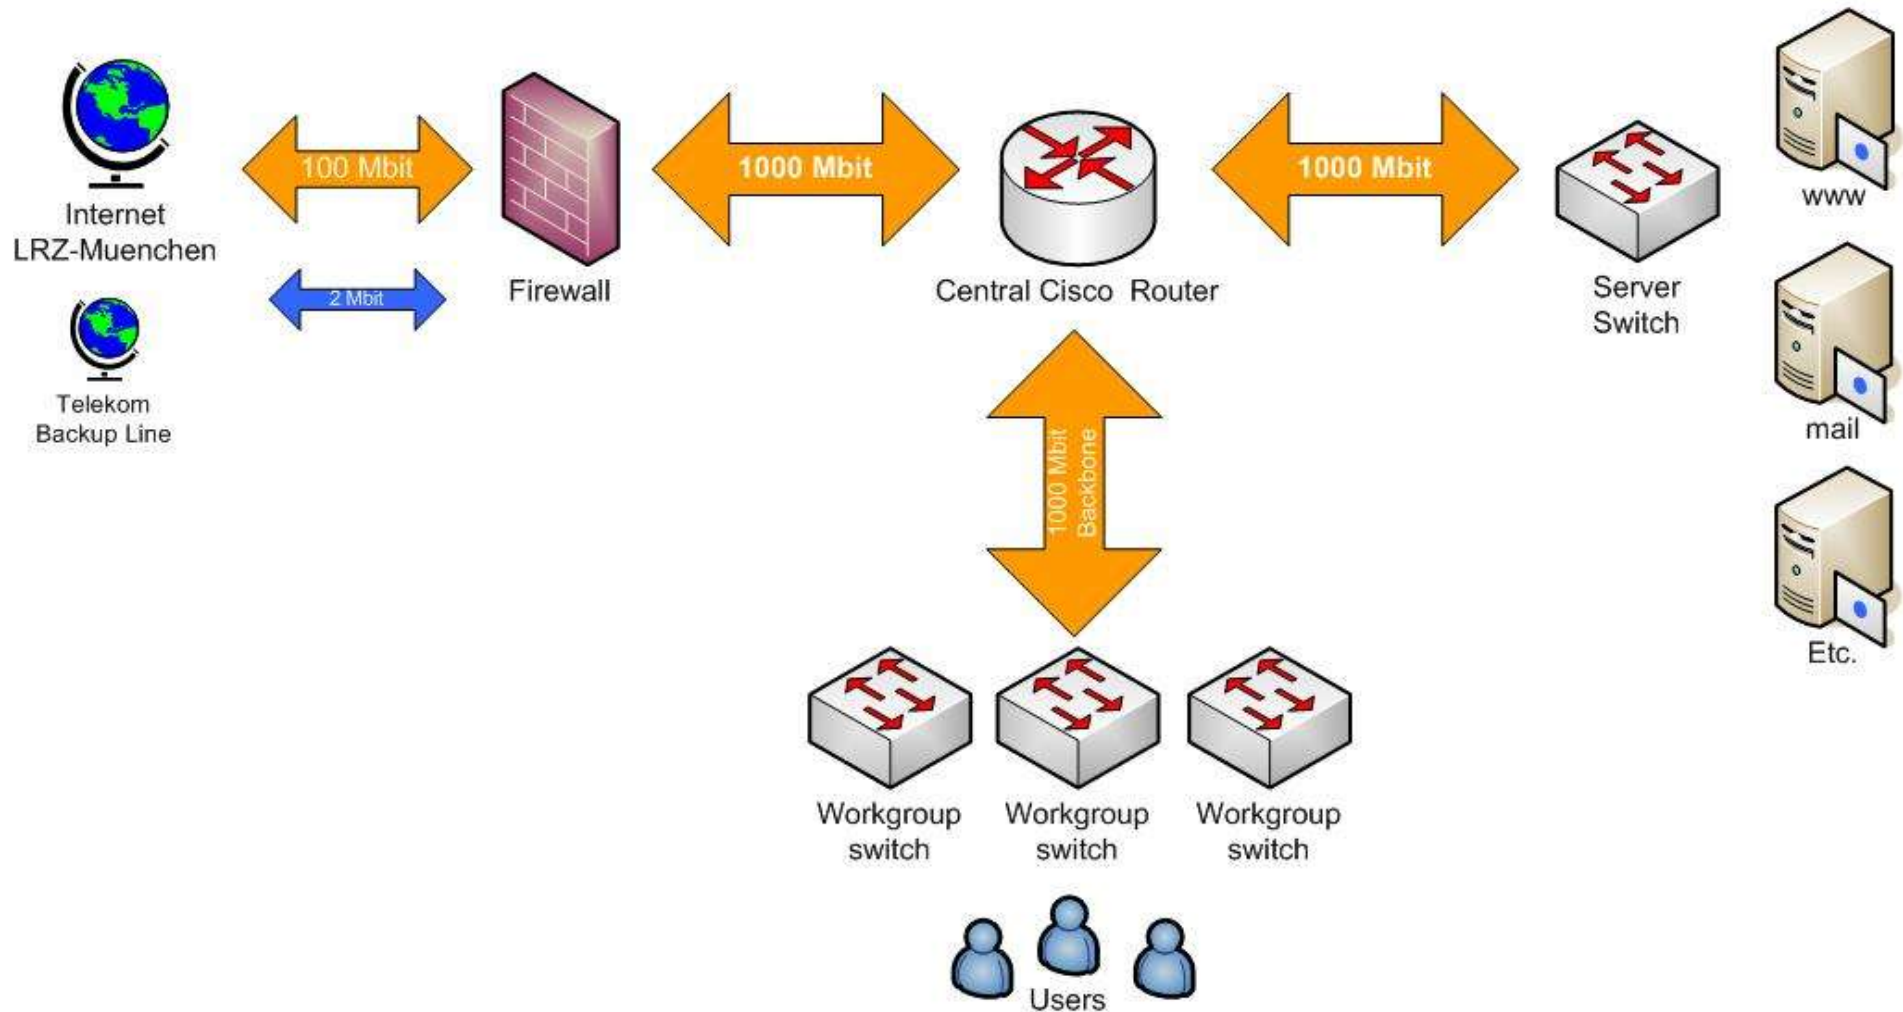 Internet
LRZ-Muenchen
100 Mbit
2 Mbit
Telekom
Backup Line
Firewall
1000 Mbit
Central Cisco Router
1000 Mbit
Server
Switch
www
mail
Etc.
1000 Mbit
Backbone
Workgroup
switch
Workgroup
switch
Workgroup
switch
Users